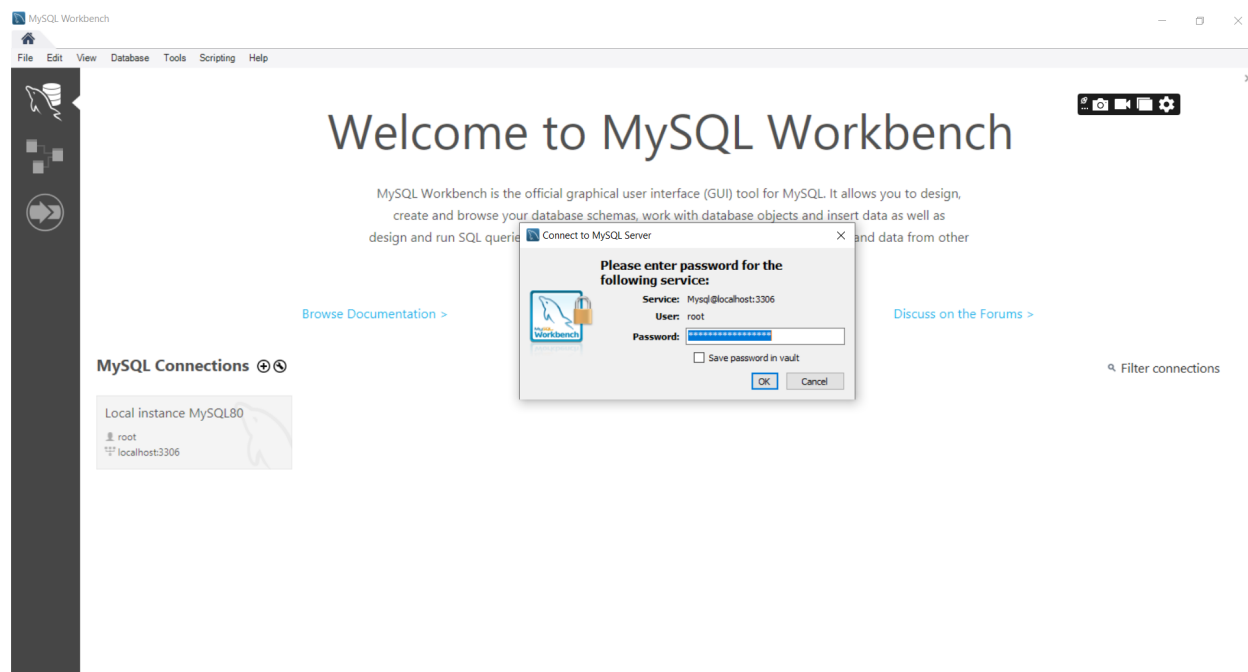 MySQL Workbench
File Edit View Database Tools Scripting Help
Welcome to MySQL Workbench
MySQL Workbench is the official graphical user interface (GUI) tool for MySQL. It allows you to design,
create and browse your database schemas, work with database objects and insert data as well as
design and run SQL querie and data from other
Connect to MySQL Server
Please enter password for the
following service:
Service: Mysql@localhost:3306
User: root
Password: *****************
Save password in vault
OK Cancel
MySQL
Workbench
Browse Documentation >
Discuss on the Forums >
MySQL Connections
Filter connections
Local instance MySQL80
root
localhost:3306